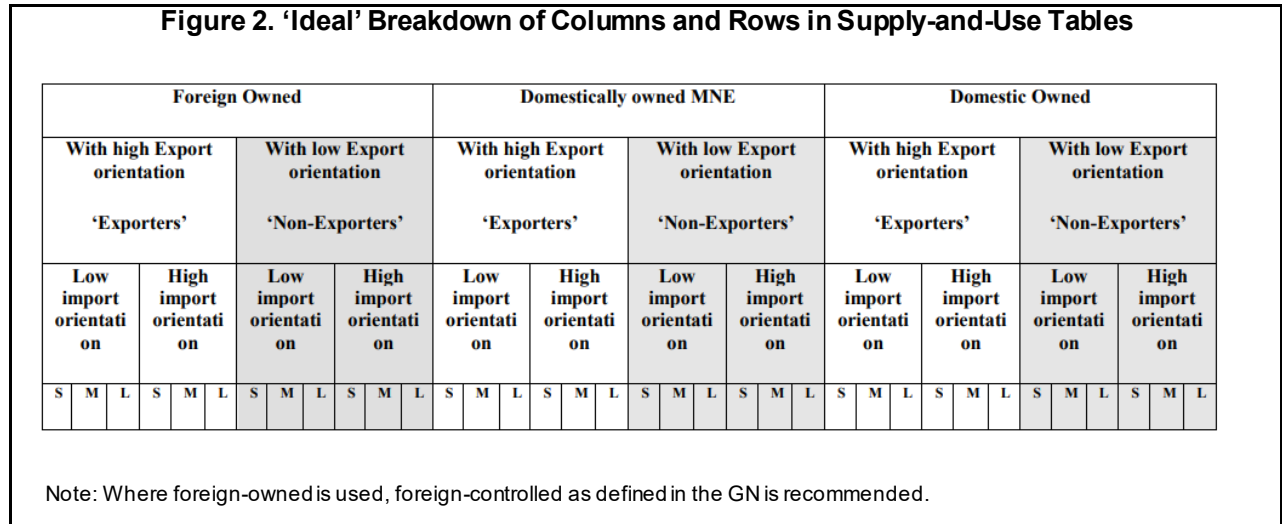 Figure 2. ‘Ideal’ Breakdown of Columns and Rows in Supply-and-Use Tables
Foreign Owned
Domestically owned MNE
Domestic Owned
With high Export
orientation
‘Exporters’
With low Export
orientation
‘Non-Exporters’
With high Export
orientation
‘Exporters’
With low Export
orientation
‘Non-Exporters’
With high Export
orientation
‘Exporters’
With low Export
orientation
‘Non-Exporters’
Low
import
orientati
on
High
import
orientati
on
Low
import
orientati
on
High
import
orientati
on
Low
import
orientati
on
High
import
orientati
on
Low
import
orientati
on
High
import
orientati
on
Low
import
orientati
on
High
import
orientati
on
Low
import
orientati
on
High
import
orientati
on
S M L S M L S M L S M L S M L S M L S M L S M L S M L S M L S M L S M L
Note: Where foreign-owned is used, foreign-controlled as defined in the GN is recommended.